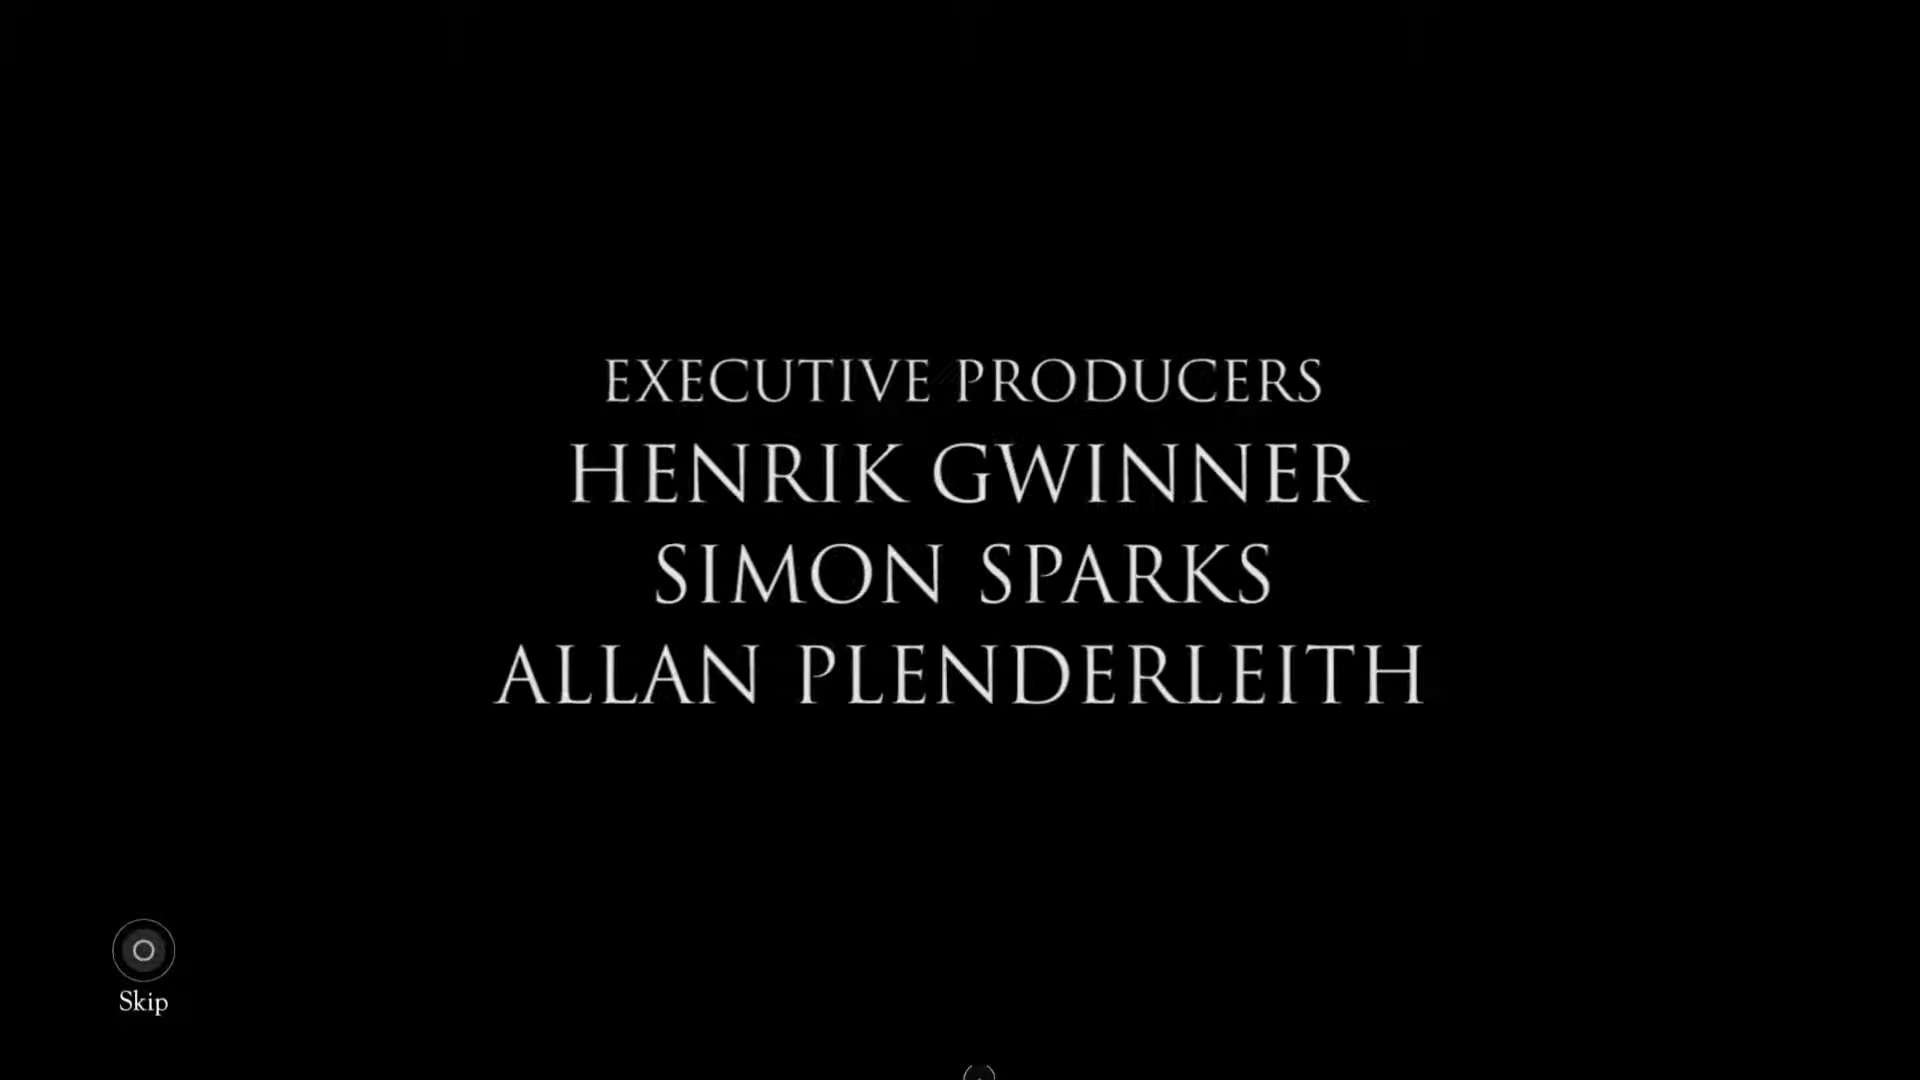 EXECUTIVE PRODUCERS
HENRIK GWINNER
SIMON SPARKS
ALLAN PLENDERLEITH
Skip